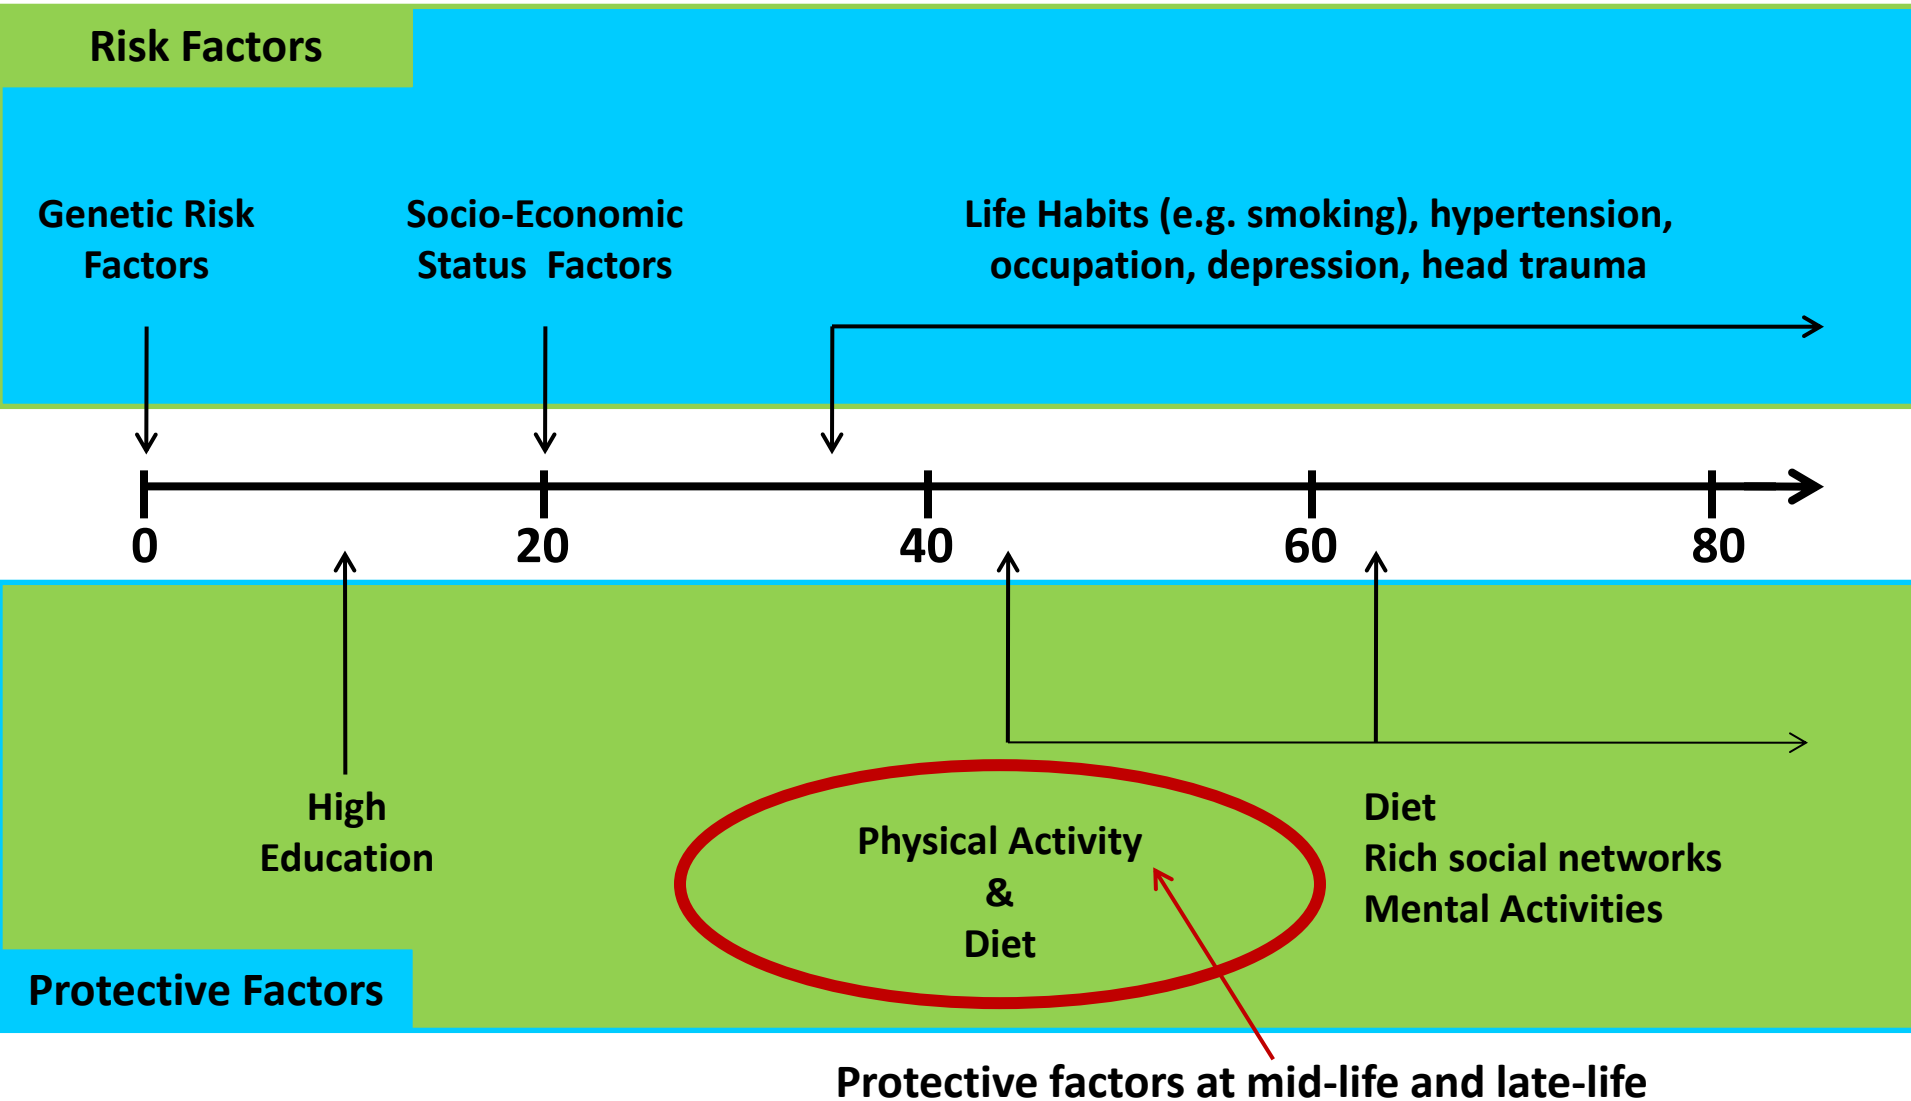 Risk Factors
Genetic Risk
Factors
Socio-Economic
Status Factors
Life Habits (e.g. smoking), hypertension,
occupation, depression, head trauma
0
20
40
60
80
High
Education
Physical Activity
&
Diet
Diet
Rich social networks
Mental Activities
Protective Factors
Protective factors at mid-life and late-life